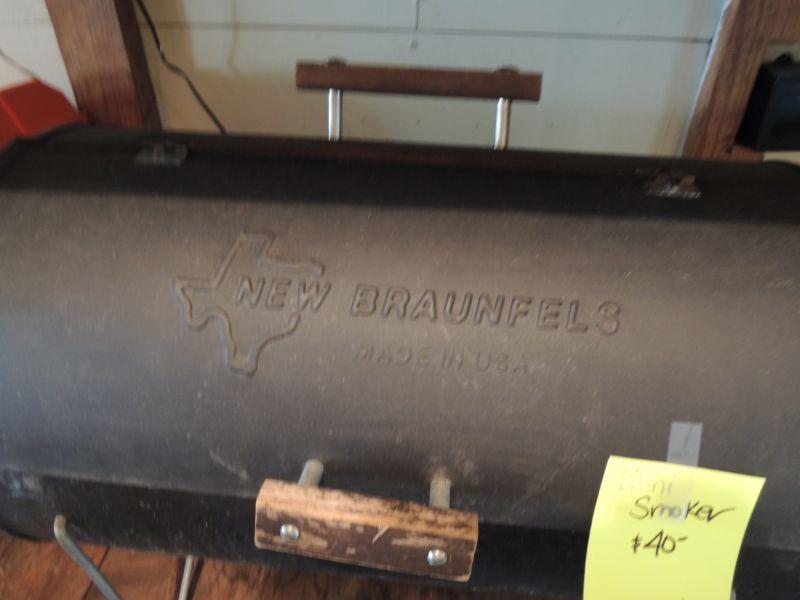 NEW BRAUNFELS
MADE IN USA
Mini
Smoker
$40-